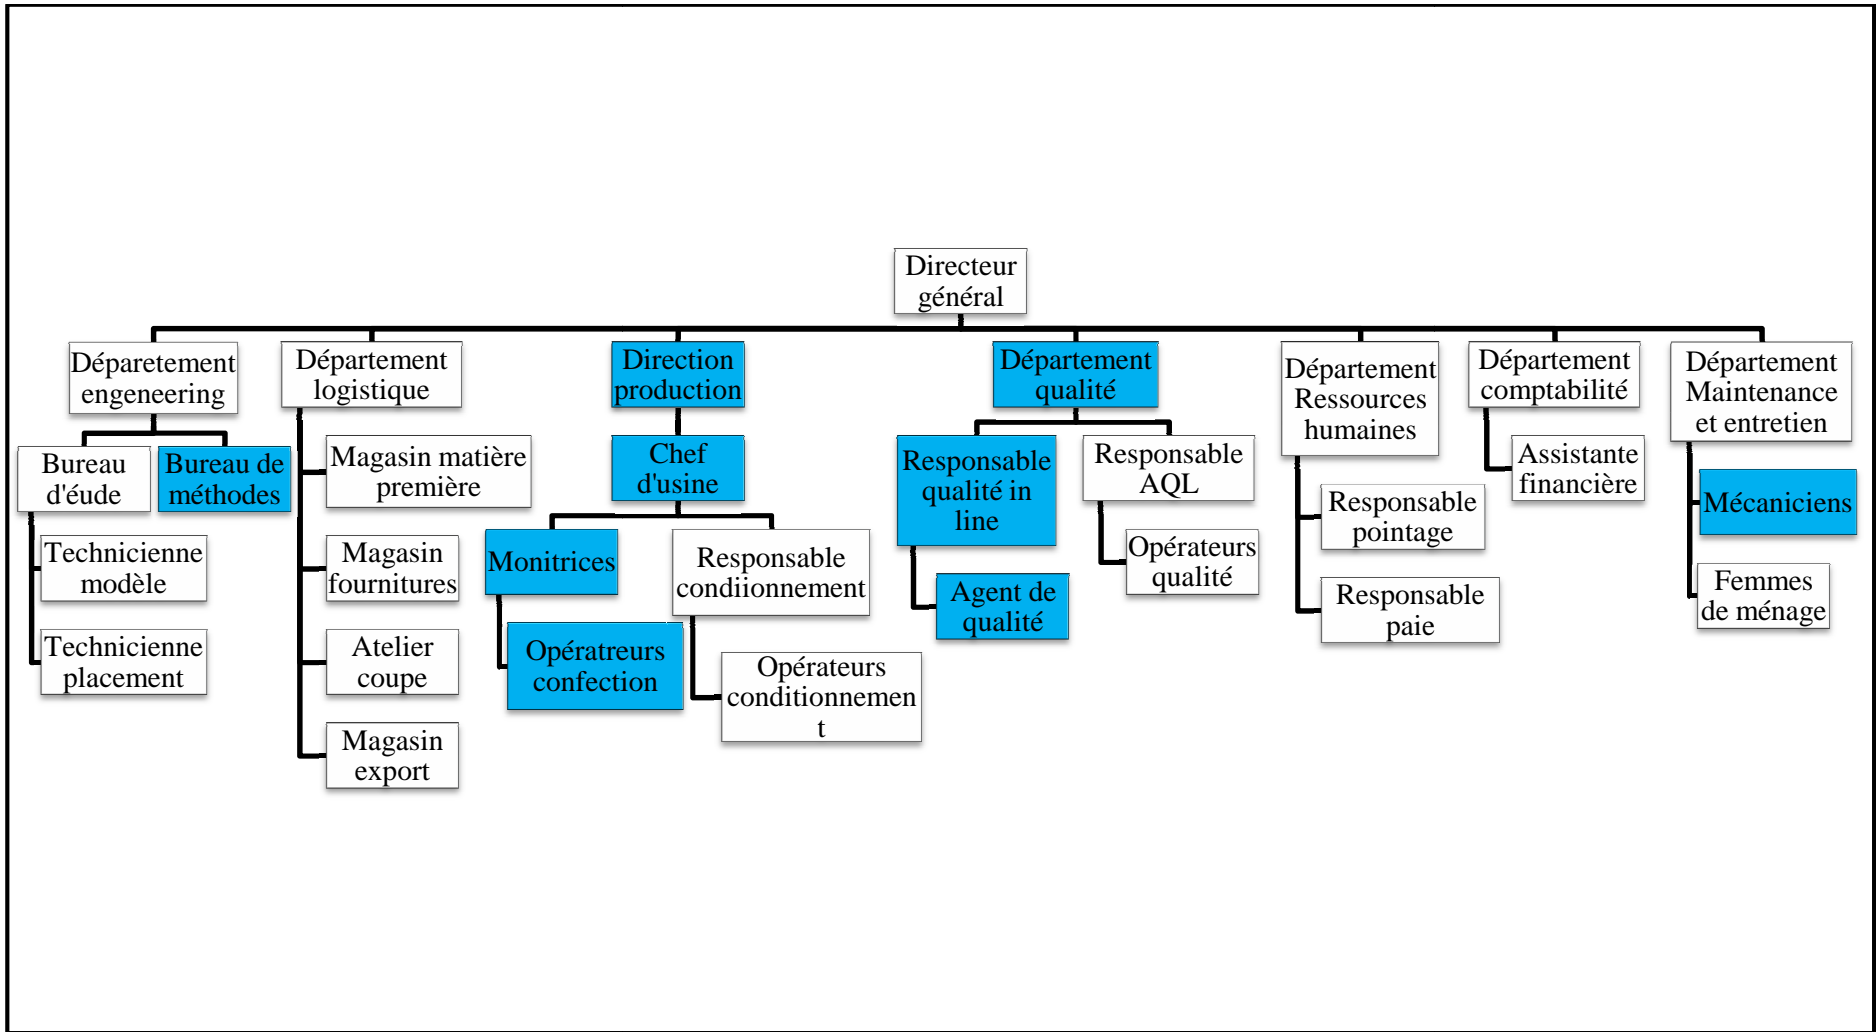 Directeur
général
Déparetement
engeneering
Département
logistique
Direction
production
Département
qualité
Département
Ressources
humaines
Département
comptabilité
Département
Maintenance
et entretien
Bureau
d'éude
Bureau de
méthodes
Technicienne
modèle
Technicienne
placement
Magasin matière
première
Magasin
fournitures
Atelier
coupe
Magasin
export
Chef
d'usine
Monitrices
Opératreurs
confection
Responsable
condiionnement
Opérateurs
conditionnemen
t
Responsable
qualité in
line
Agent de
qualité
Responsable
AQL
Opérateurs
qualité
Responsable
pointage
Responsable
paie
Assistante
financière
Mécaniciens
Femmes
de ménage